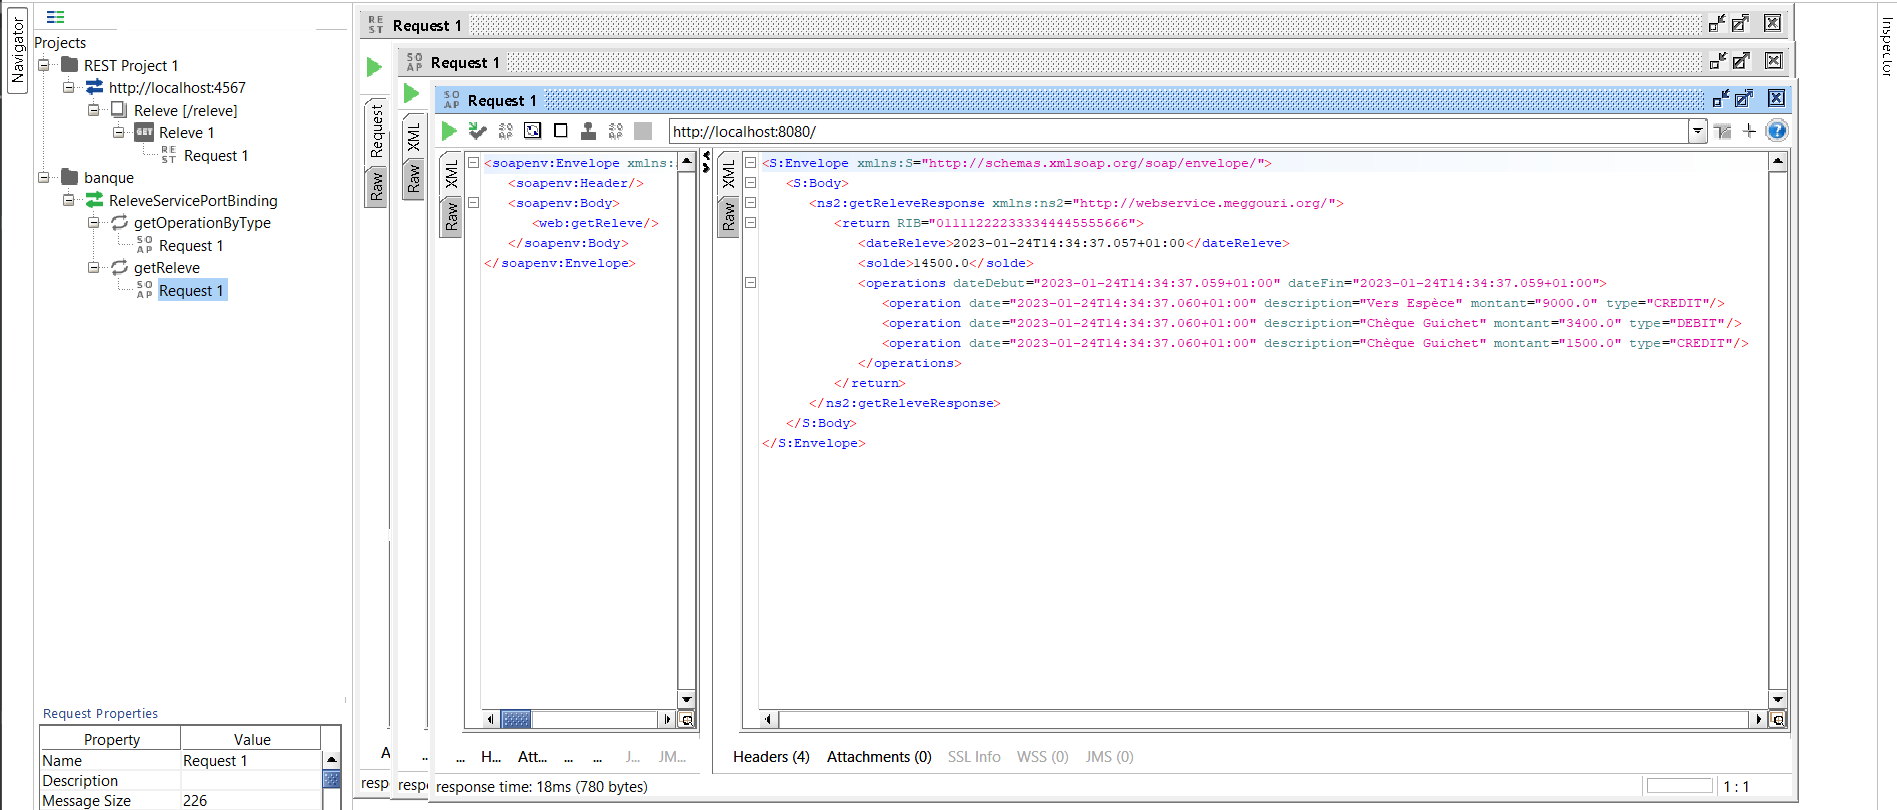 Navigator
Projects
REST Project 1
http://localhost:4567
Releve [/releve]
GET Releve 1
REST Request 1
banque
ReleveServicePortBinding
getOperationByType
SOAP Request 1
getReleve
SOAP Request 1
Request Properties
Property Value
Name Request 1
Description
Message Size 226
REST Request 1
Request
Raw
SOAP Request 1
XML
Raw
SOAP Request 1
http://localhost:8080/
XML
Raw
<soapenv:Envelope xmlns:
<soapenv:Header/>
<soapenv:Body>
<web:getReleve/>
</soapenv:Body>
</soapenv:Envelope>
XML
Raw
<S:Envelope xmlns:S="http://schemas.xmlsoap.org/soap/envelope/">
<S:Body>
<ns2:getReleveResponse xmlns:ns2="http://webservice.meggouri.org/">
<return RIB="011112222333344445555666">
<dateReleve>2023-01-24T14:34:37.057+01:00</dateReleve>
<solde>14500.0</solde>
<operations dateDebut="2023-01-24T14:34:37.059+01:00" dateFin="2023-01-24T14:34:37.059+01:00">
<operation date="2023-01-24T14:34:37.060+01:00" description="Vers Espèce" montant="9000.0" type="CREDIT"/>
<operation date="2023-01-24T14:34:37.060+01:00" description="Chèque Guichet" montant="3400.0" type="DEBIT"/>
<operation date="2023-01-24T14:34:37.060+01:00" description="Chèque Guichet" montant="1500.0" type="CREDIT"/>
</operations>
</return>
</ns2:getReleveResponse>
</S:Body>
</S:Envelope>
A ... ... H... Att... ... ... J... JM...
Headers (4) Attachments (0) SSL Info WSS (0) JMS (0)
resp respo response time: 18ms (780 bytes)
1 : 1
Inspector